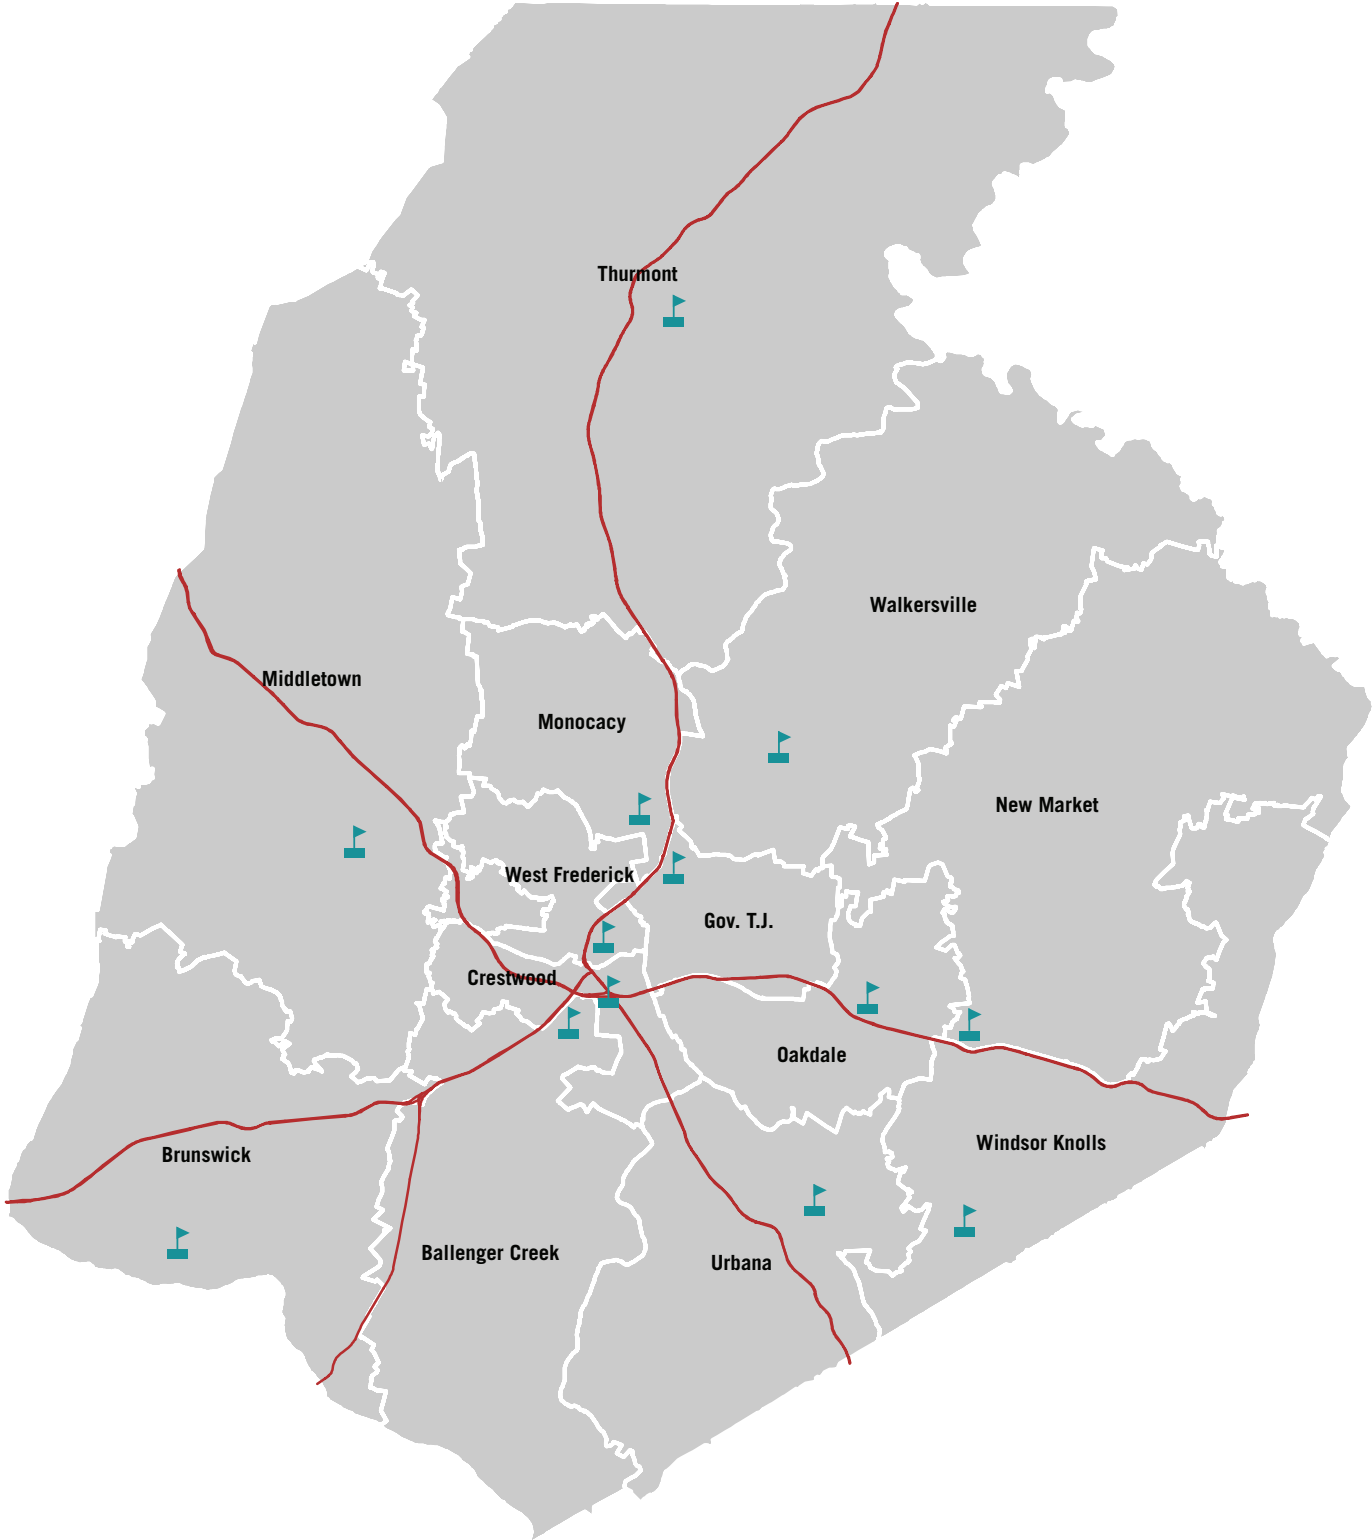 Thurmont
Walkersville
Middletown
Monocacy
New Market
West Frederick
Gov. T.J.
Crestwood
Oakdale
Windsor Knolls
Brunswick
Ballenger Creek
Urbana